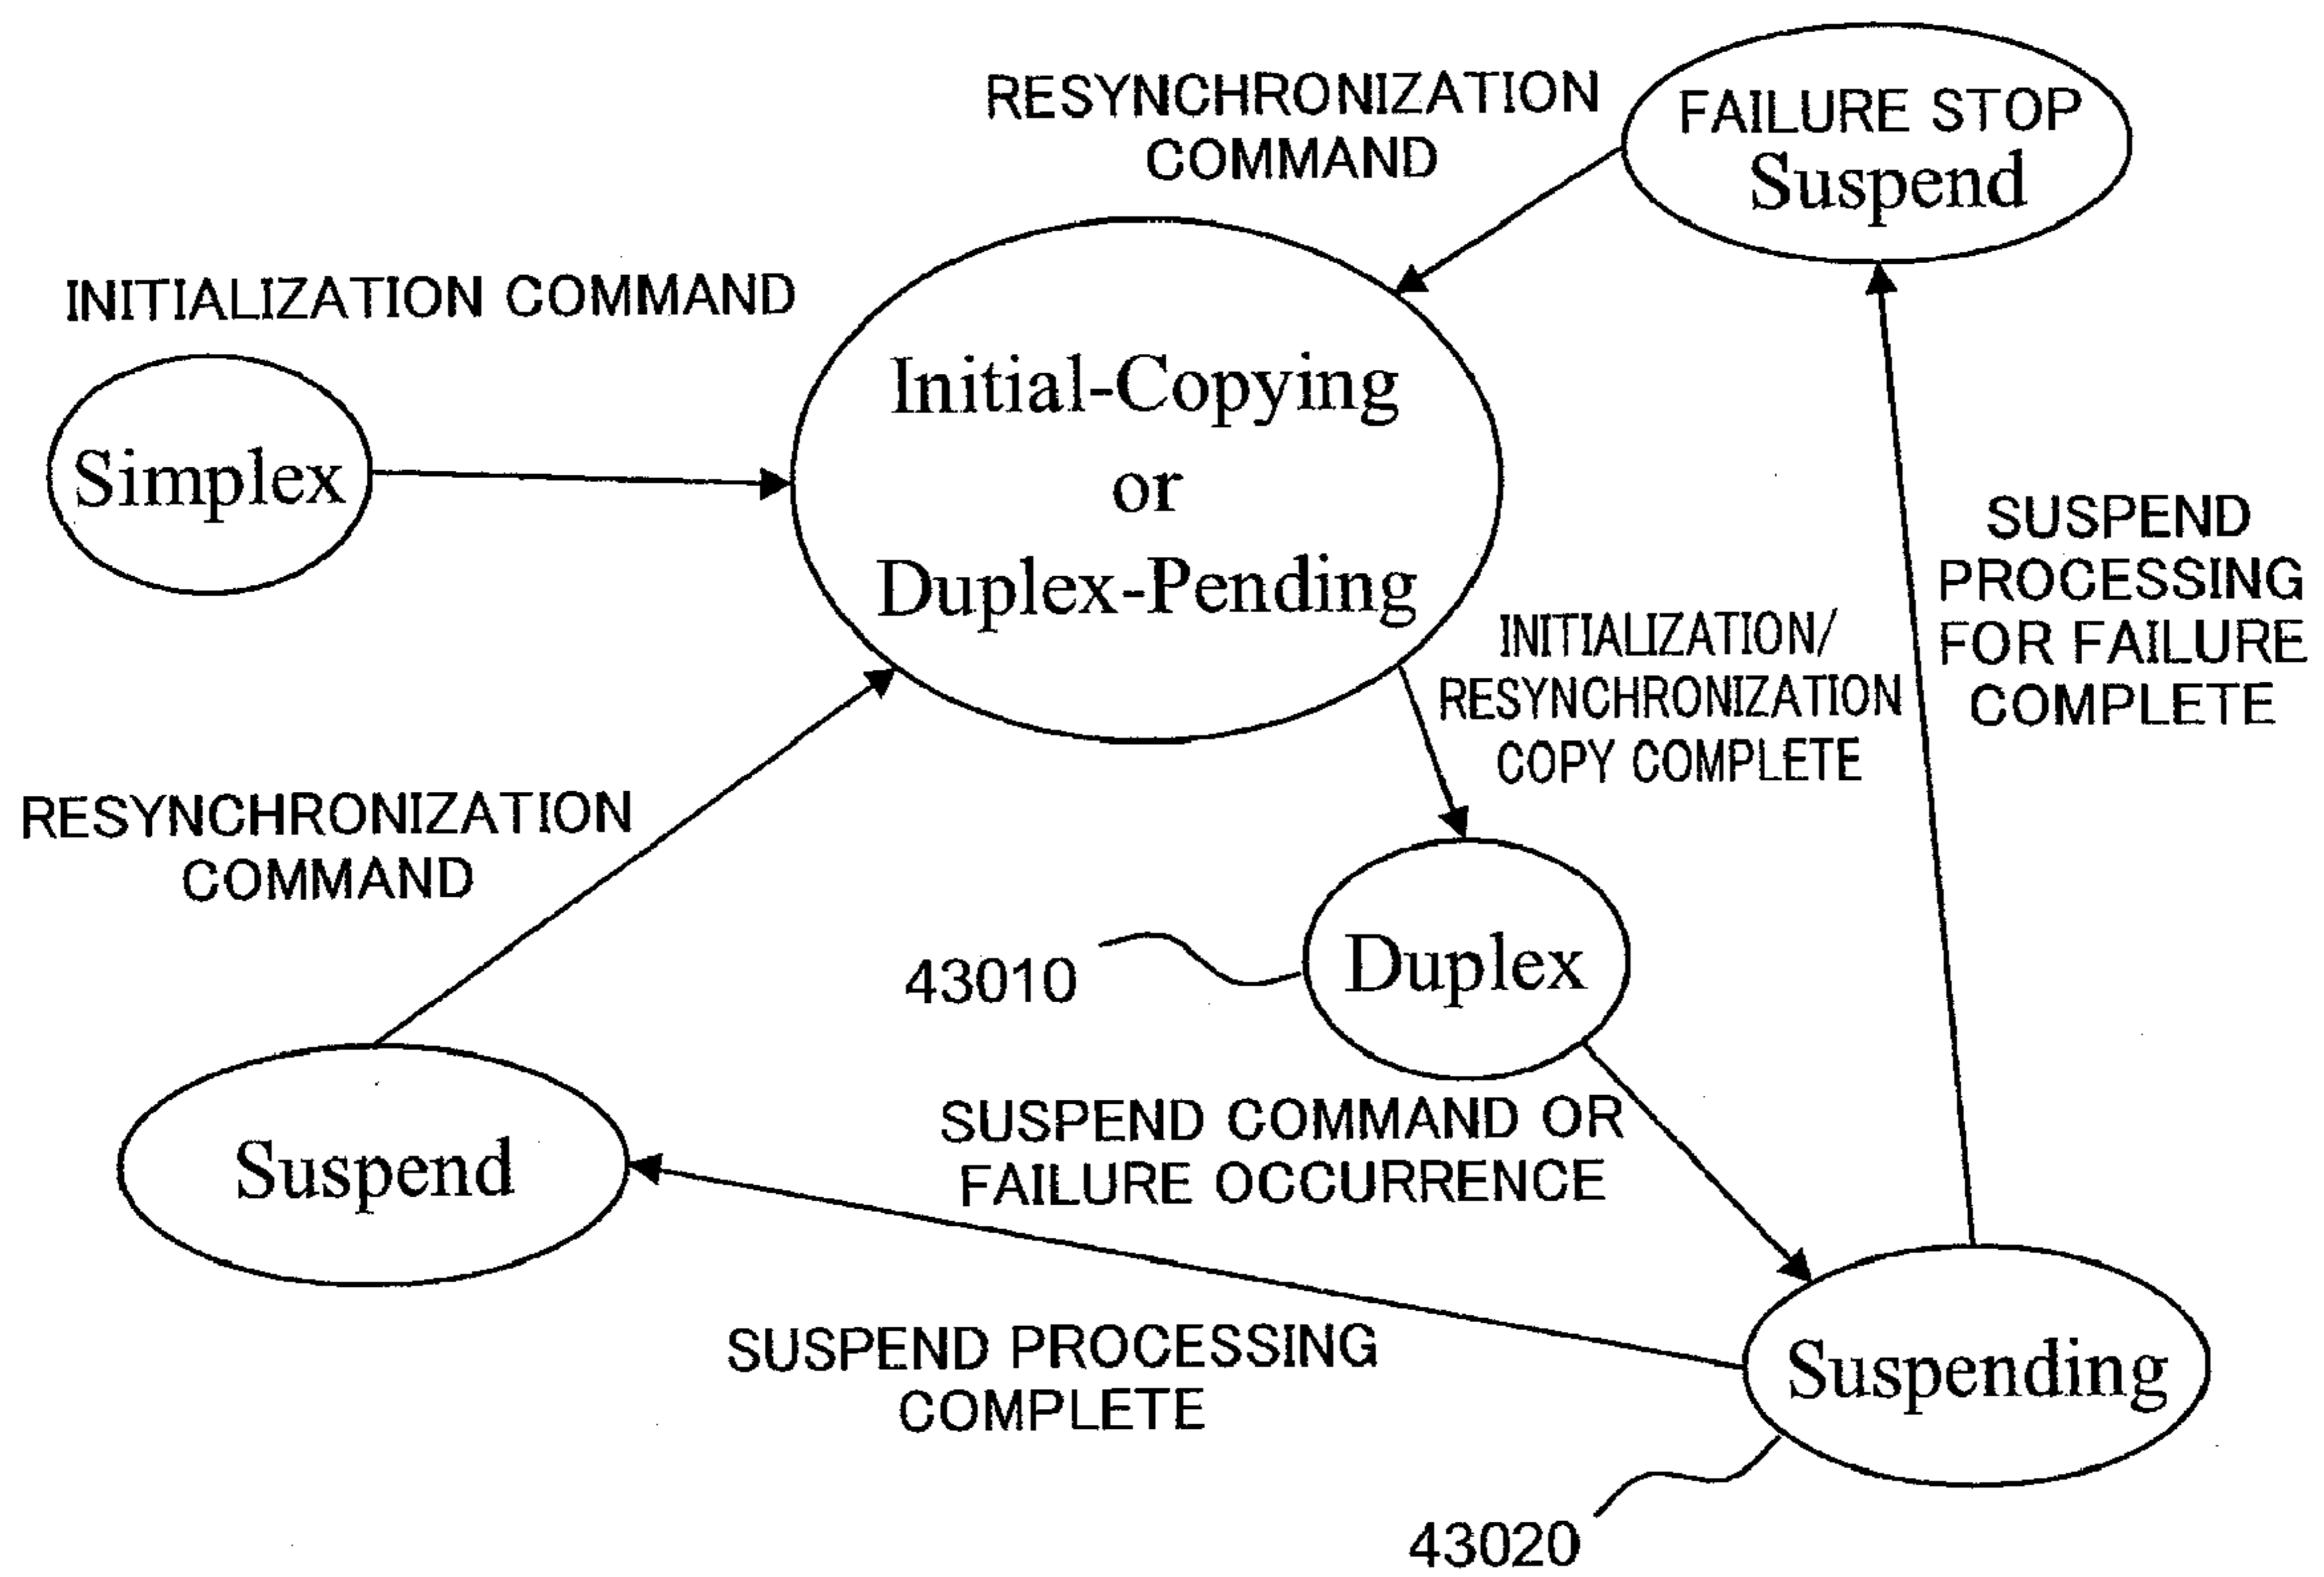 RESYNCHRONIZATION
COMMAND
FAILURE STOP
Suspend
INITIALIZATION COMMAND
Simplex
Initial-Copying
or
Duplex-Pending
SUSPEND
PROCESSING
FOR FAILURE
COMPLETE
INITIALIZATION/
RESYNCHRONIZATION
COPY COMPLETE
RESYNCHRONIZATION
COMMAND
43010
Duplex
Suspend
SUSPEND COMMAND OR
FAILURE OCCURRENCE
SUSPEND PROCESSING
COMPLETE
Suspending
43020